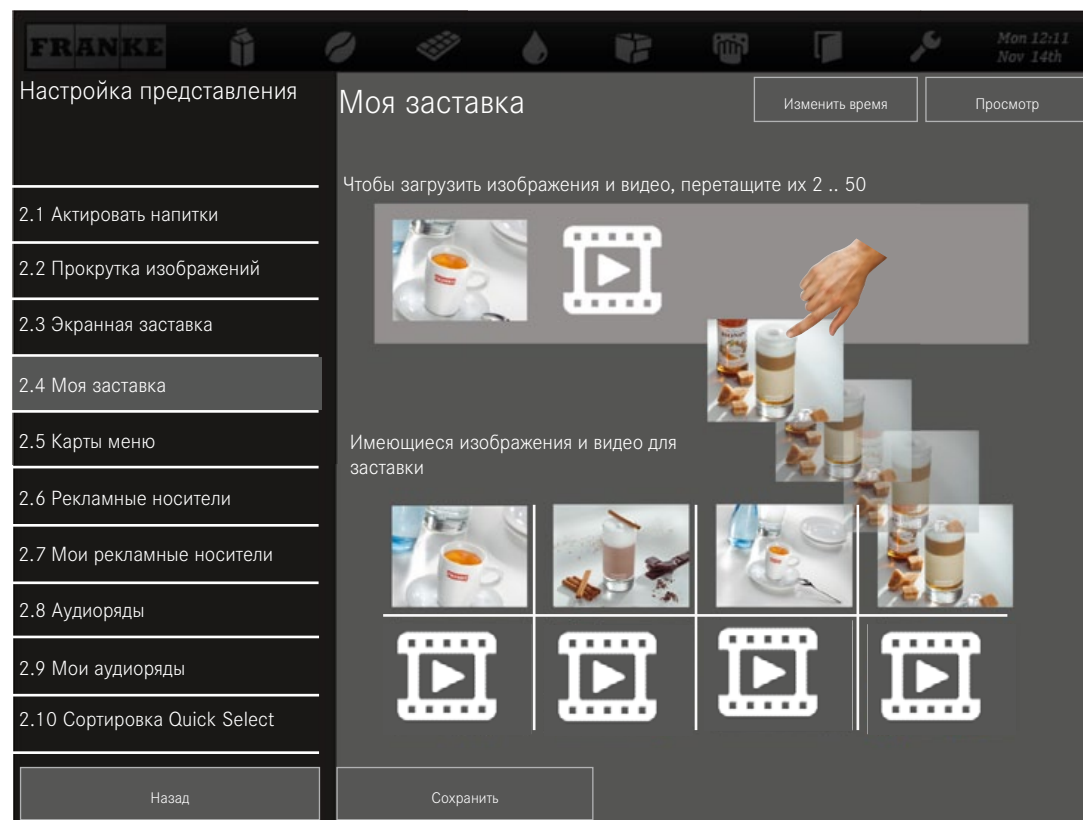 FRANKE
Mon 12:11
Nov 14th
Настройка представления
Моя заставка
Изменить время
Просмотр
Чтобы загрузить изображения и видео, перетащите их 2 .. 50
2.1 Актировать напитки
2.2 Прокрутка изображений
2.3 Экранная заставка
2.4 Моя заставка
2.5 Карты меню
2.6 Рекламные носители
2.7 Мои рекламные носители
2.8 Аудиоряды
2.9 Мои аудиоряды
2.10 Сортировка Quick Select
Имеющиеся изображения и видео для
заставки
Назад
Сохранить